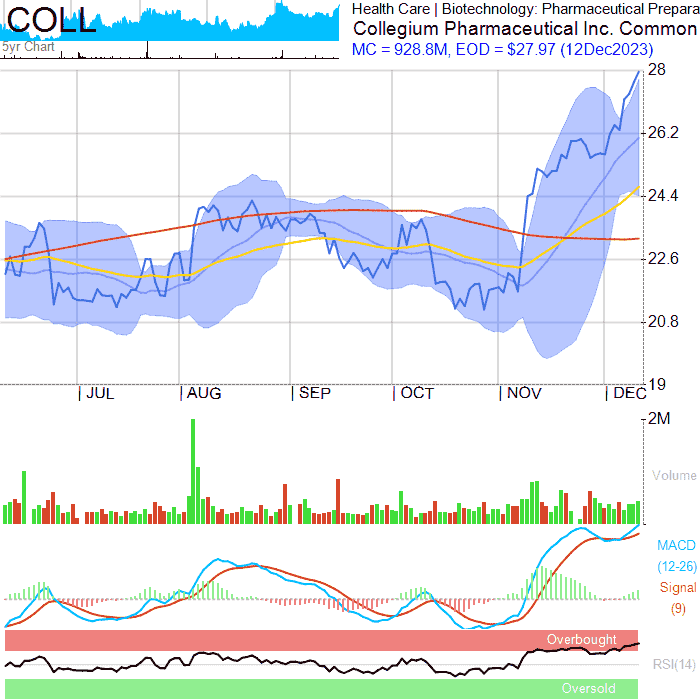 COLL
5yr Chart
Health Care | Biotechnology: Pharmaceutical Prepara
Collegium Pharmaceutical Inc. Common
MC = 928.8M, EOD = $27.97 (12Dec2023)
28
26.2
24.4
22.6
20.8
19
JUL
AUG
SEP
OCT
NOV
DEC
2M
Volume
MACD
(12-26)
Signal
(9)
Overbought
RSI(14)
Oversold